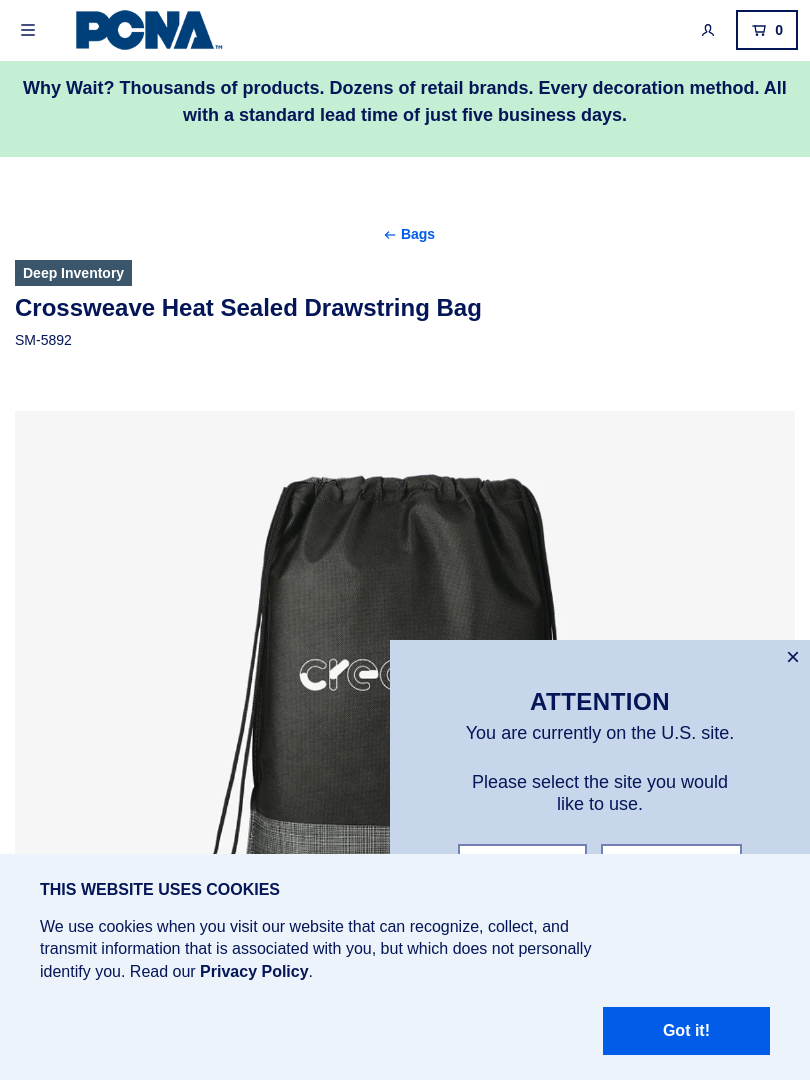 PCNA™
0
Why Wait? Thousands of products. Dozens of retail brands. Every decoration method. All
with a standard lead time of just five business days.
← Bags
Deep Inventory
Crossweave Heat Sealed Drawstring Bag
SM-5892
ATTENTION
You are currently on the U.S. site.
Please select the site you would
like to use.
THIS WEBSITE USES COOKIES
We use cookies when you visit our website that can recognize, collect, and
transmit information that is associated with you, but which does not personally
identify you. Read our Privacy Policy.
Got it!